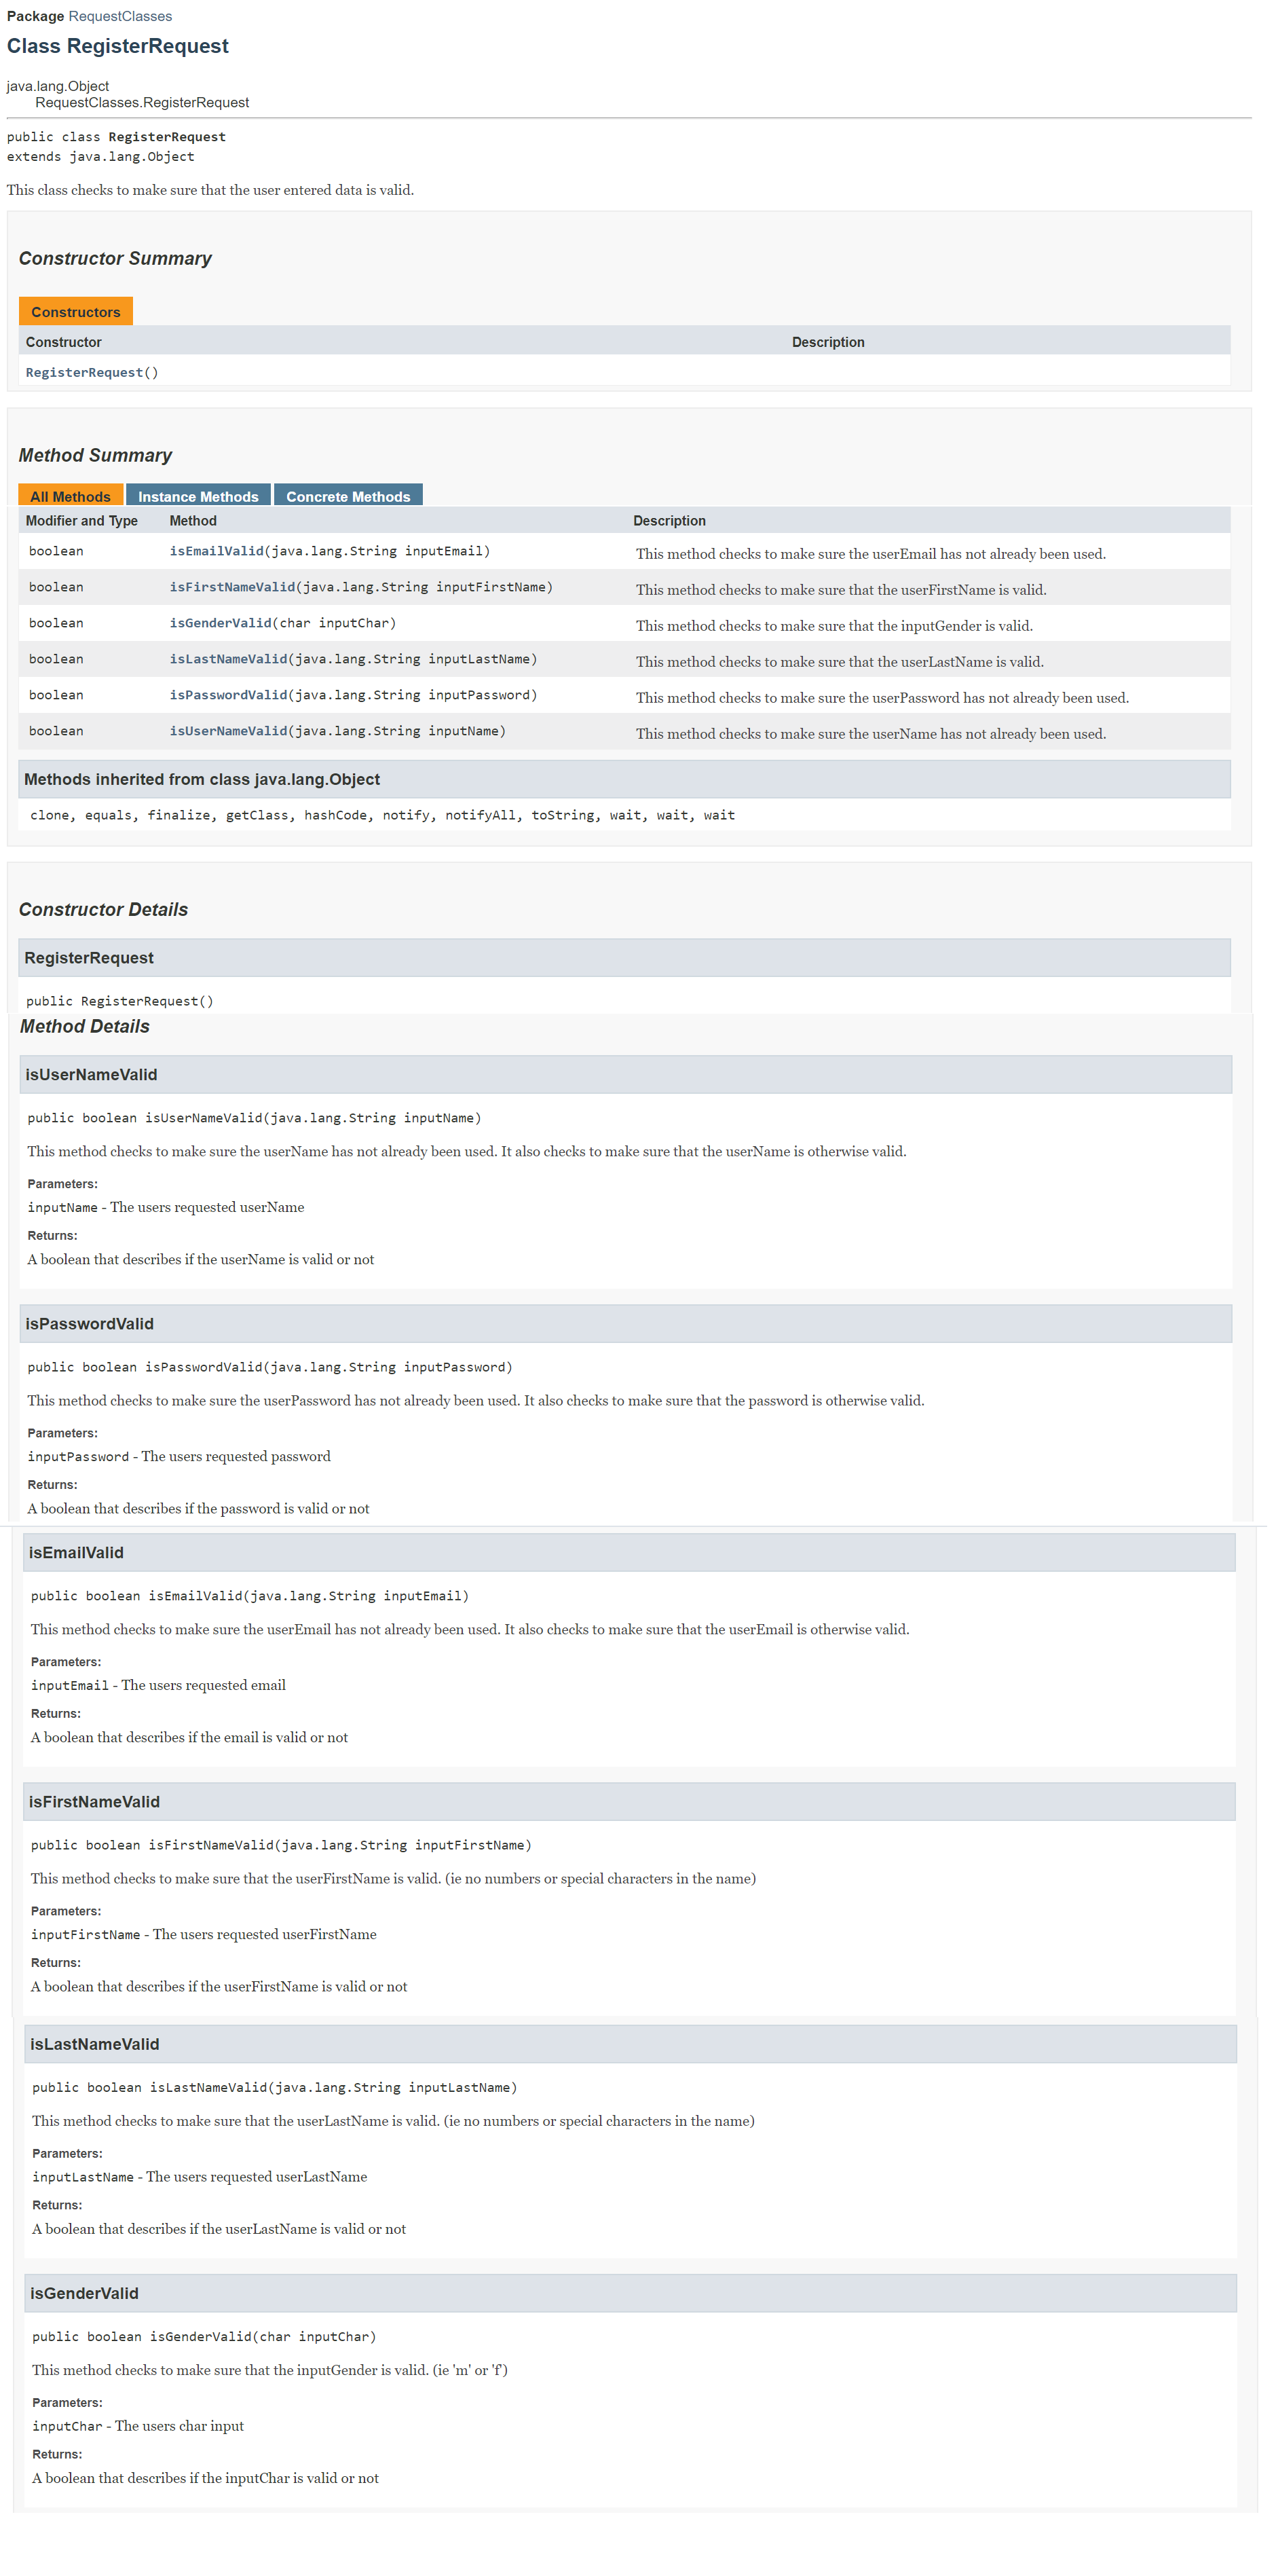 Package RequestClasses
Class RegisterRequest
java.lang.Object
RequestClasses.RegisterRequest
public class RegisterRequest
extends java.lang.Object
This class checks to make sure that the user entered data is valid.
Constructor Summary
Constructors
Constructor Description
RegisterRequest()
Method Summary
All Methods Instance Methods Concrete Methods
Modifier and Type Method Description
boolean isEmailValid(java.lang.String inputEmail) This method checks to make sure the userEmail has not already been used.
boolean isFirstNameValid(java.lang.String inputFirstName) This method checks to make sure that the userFirstName is valid.
boolean isGenderValid(char inputChar) This method checks to make sure that the inputGender is valid.
boolean isLastNameValid(java.lang.String inputLastName) This method checks to make sure that the userLastName is valid.
boolean isPasswordValid(java.lang.String inputPassword) This method checks to make sure the userPassword has not already been used.
boolean isUserNameValid(java.lang.String inputName) This method checks to make sure the userName has not already been used.
Methods inherited from class java.lang.Object
clone, equals, finalize, getClass, hashCode, notify, notifyAll, toString, wait, wait, wait
Constructor Details
RegisterRequest
public RegisterRequest()
Method Details
isUserNameValid
public boolean isUserNameValid(java.lang.String inputName)
This method checks to make sure the userName has not already been used. It also checks to make sure that the userName is otherwise valid.
Parameters:
inputName - The users requested userName
Returns:
A boolean that describes if the userName is valid or not
isPasswordValid
public boolean isPasswordValid(java.lang.String inputPassword)
This method checks to make sure the userPassword has not already been used. It also checks to make sure that the password is otherwise valid.
Parameters:
inputPassword - The users requested password
Returns:
A boolean that describes if the password is valid or not
isEmailValid
public boolean isEmailValid(java.lang.String inputEmail)
This method checks to make sure the userEmail has not already been used. It also checks to make sure that the userEmail is otherwise valid.
Parameters:
inputEmail - The users requested email
Returns:
A boolean that describes if the email is valid or not
isFirstNameValid
public boolean isFirstNameValid(java.lang.String inputFirstName)
This method checks to make sure that the userFirstName is valid. (ie no numbers or special characters in the name)
Parameters:
inputFirstName - The users requested userFirstName
Returns:
A boolean that describes if the userFirstName is valid or not
isLastNameValid
public boolean isLastNameValid(java.lang.String inputLastName)
This method checks to make sure that the userLastName is valid. (ie no numbers or special characters in the name)
Parameters:
inputLastName - The users requested userLastName
Returns:
A boolean that describes if the userLastName is valid or not
isGenderValid
public boolean isGenderValid(char inputChar)
This method checks to make sure that the inputGender is valid. (ie 'm' or 'f')
Parameters:
inputChar - The users char input
Returns:
A boolean that describes if the inputChar is valid or not